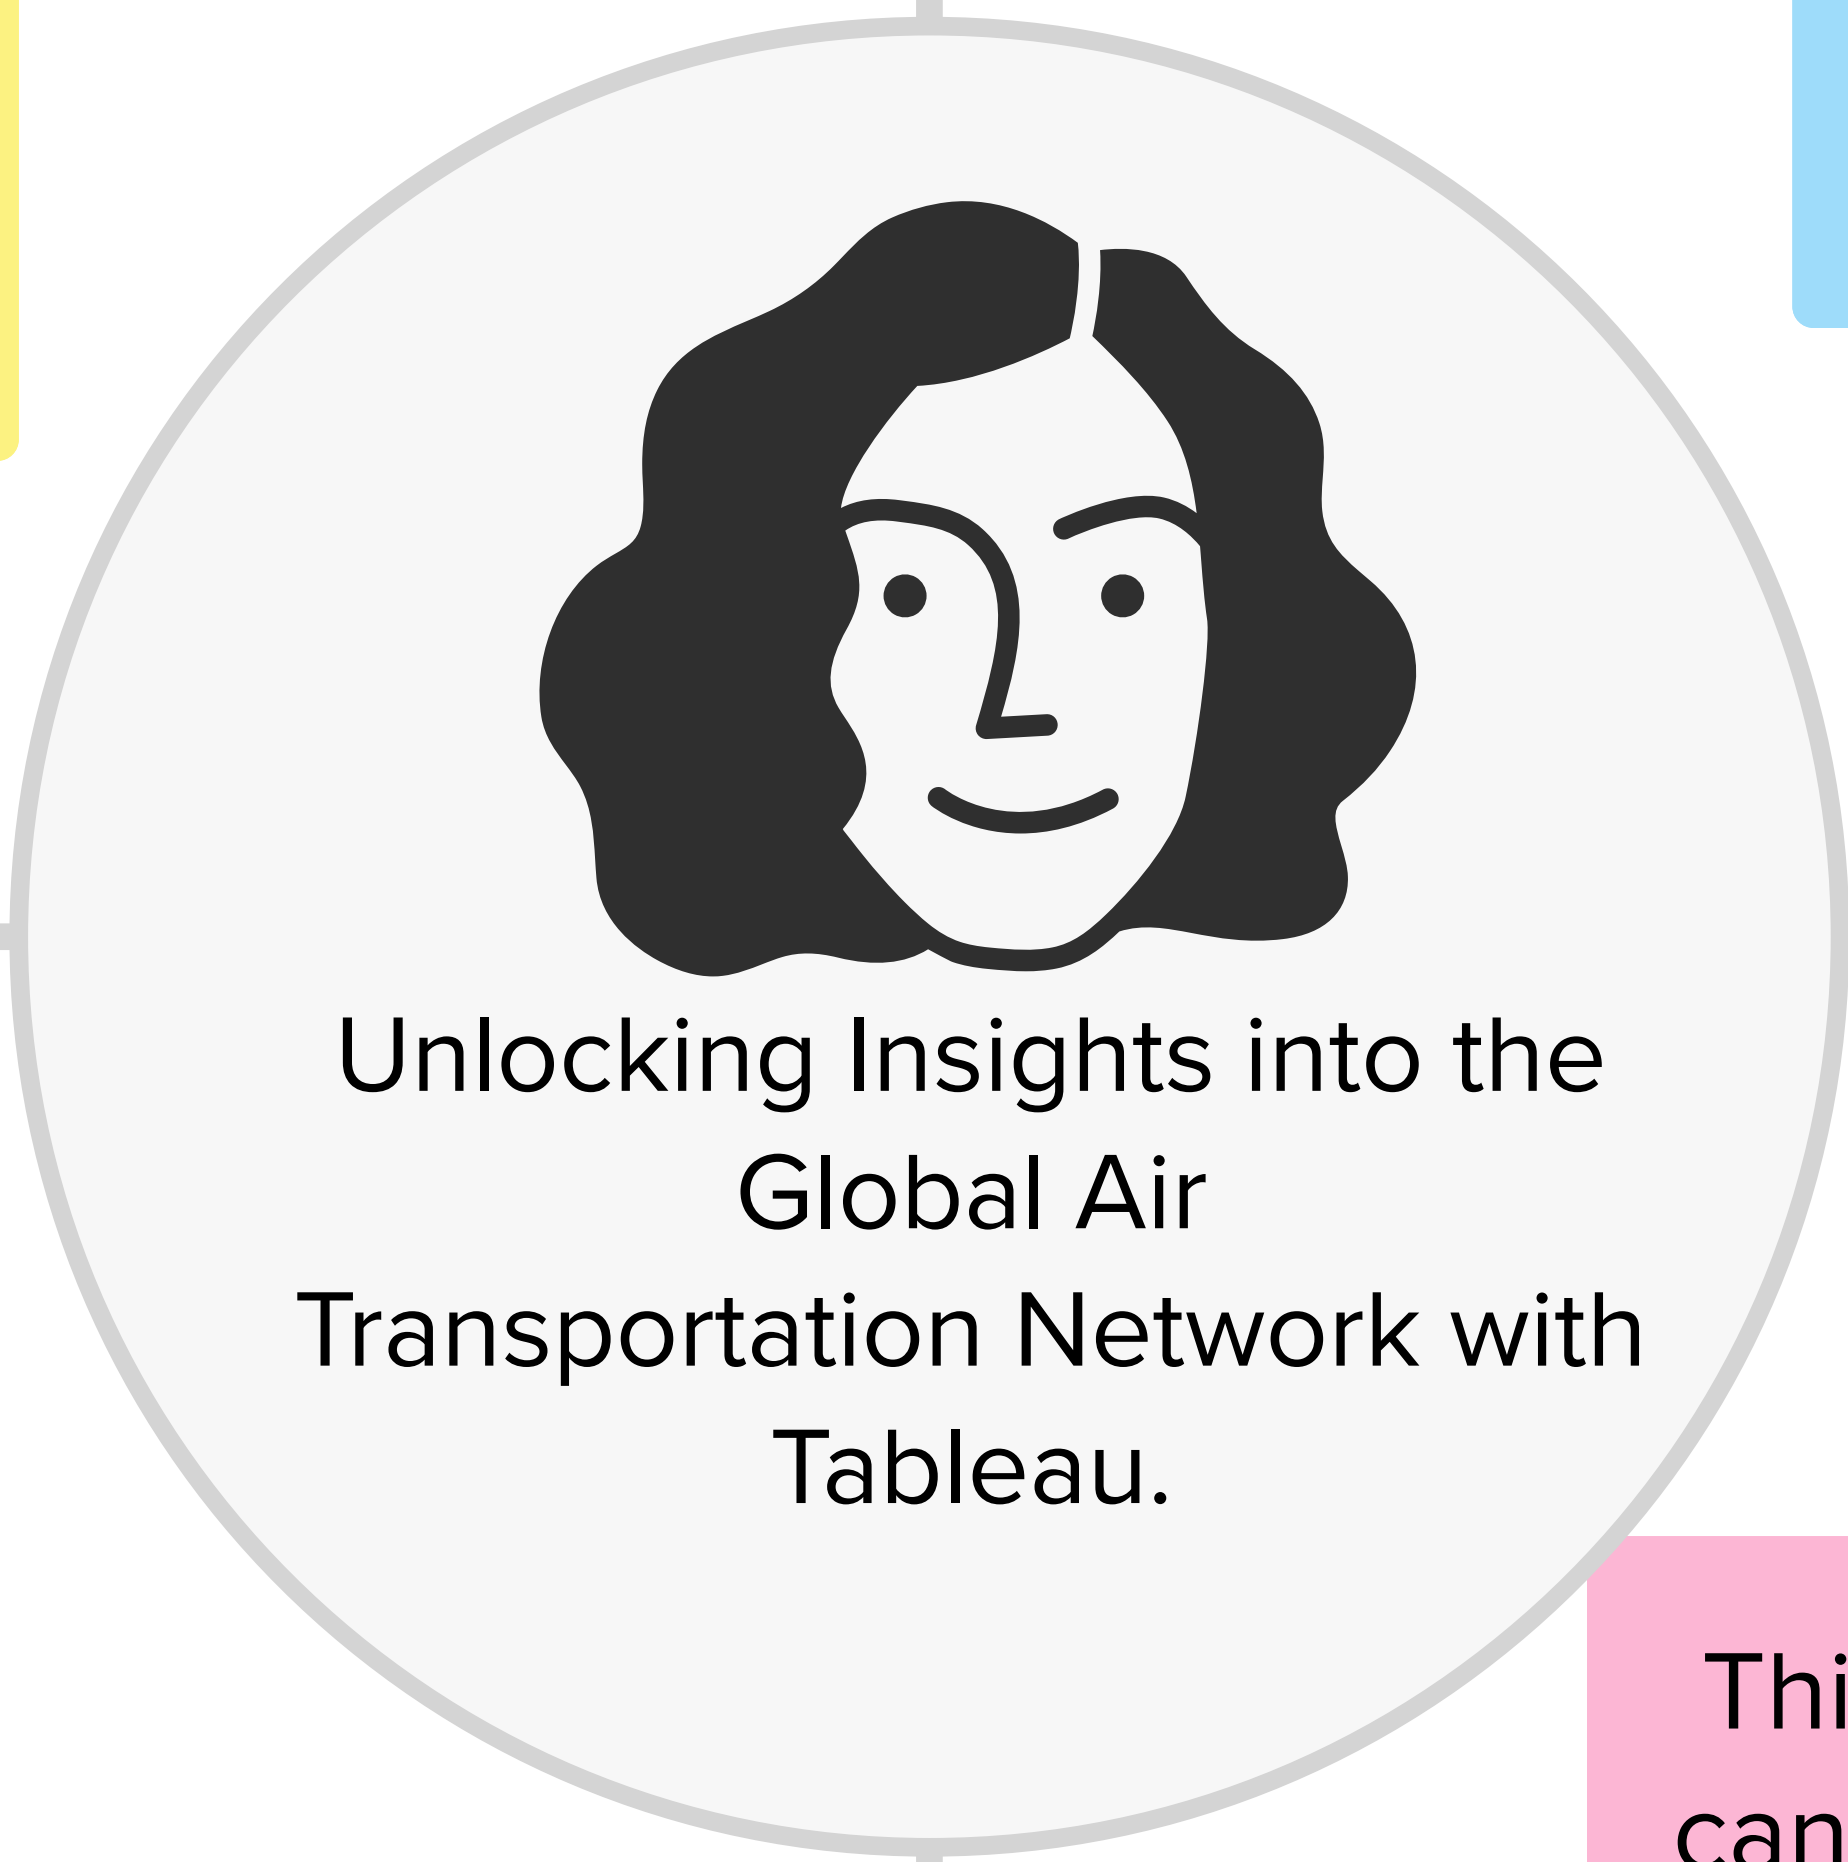 Unlocking Insights into the
Global Air
Transportation Network with
Tableau.